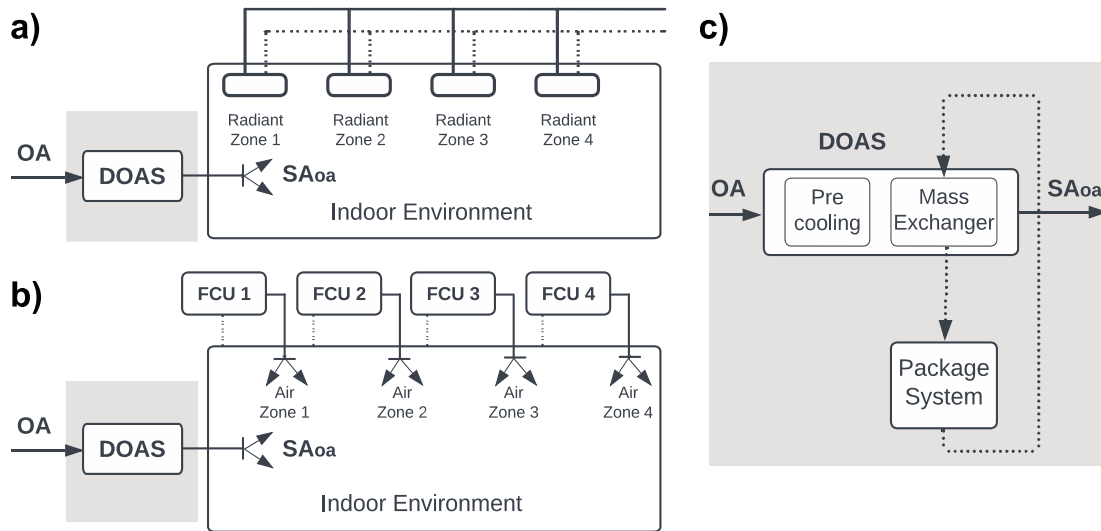 a)
OA
DOAS
Radiant
Zone 1
Radiant
Zone 2
Radiant
Zone 3
Radiant
Zone 4
SAoa
Indoor Environment
b)
FCU 1
FCU 2
FCU 3
FCU 4
Air
Zone 1
Air
Zone 2
Air
Zone 3
Air
Zone 4
OA
DOAS
SAoa
Indoor Environment
c)
DOAS
OA
Pre
cooling
Mass
Exchanger
SAoa
Package
System